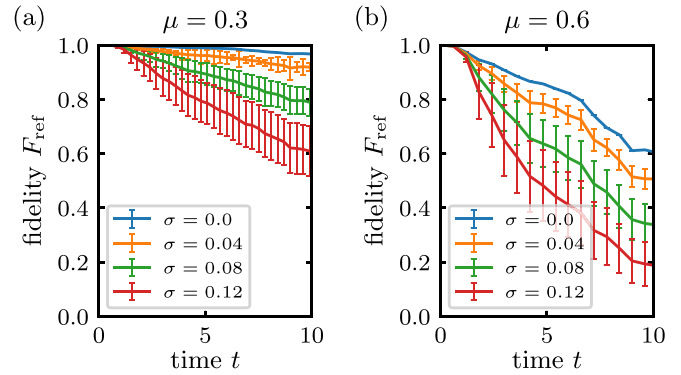 (a) μ = 0.3
fidelity F_ref
1.0
0.8
0.6
0.4
0.2
0.0
σ = 0.0
σ = 0.04
σ = 0.08
σ = 0.12
0 5 10
time t
(b) μ = 0.6
fidelity F_ref
1.0
0.8
0.6
0.4
0.2
0.0
σ = 0.0
σ = 0.04
σ = 0.08
σ = 0.12
0 5 10
time t